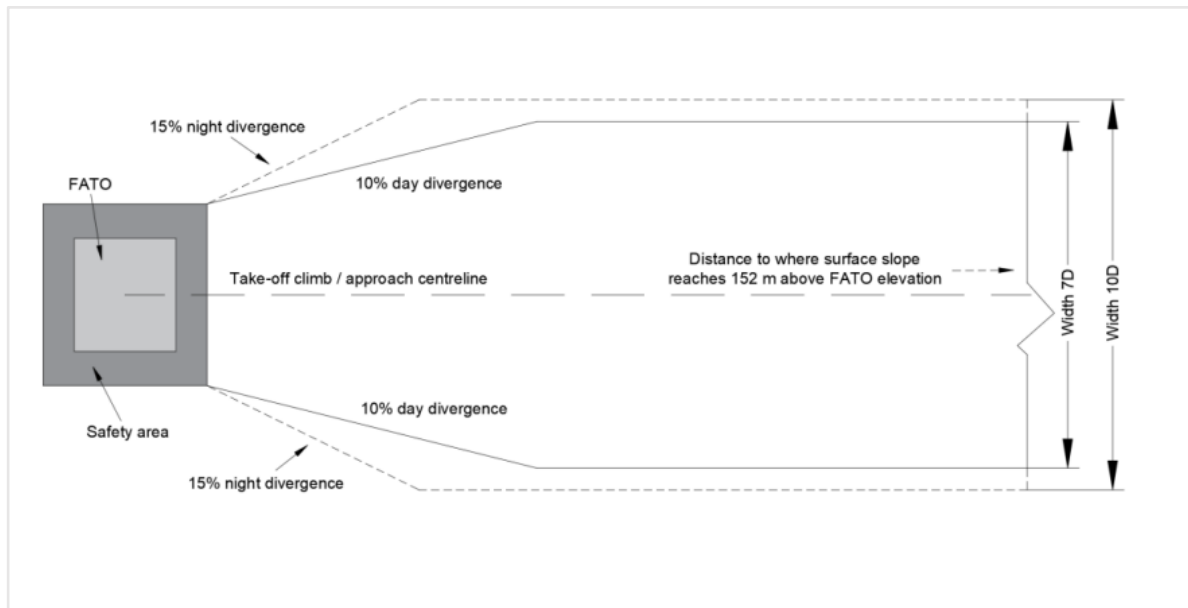 15% night divergence
FATO
10% day divergence
Take-off climb / approach centreline
Distance to where surface slope
reaches 152 m above FATO elevation
Width 7D
Width 10D
10% day divergence
Safety area
15% night divergence